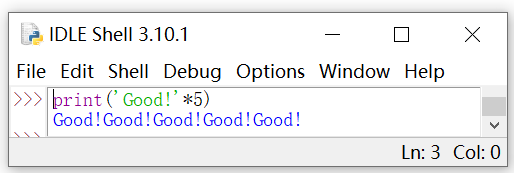 IDLE Shell 3.10.1
File Edit Shell Debug Options Window Help
>>> print('Good!'*5)
Good!Good!Good!Good!Good!
>>>
Ln: 3 Col: 0